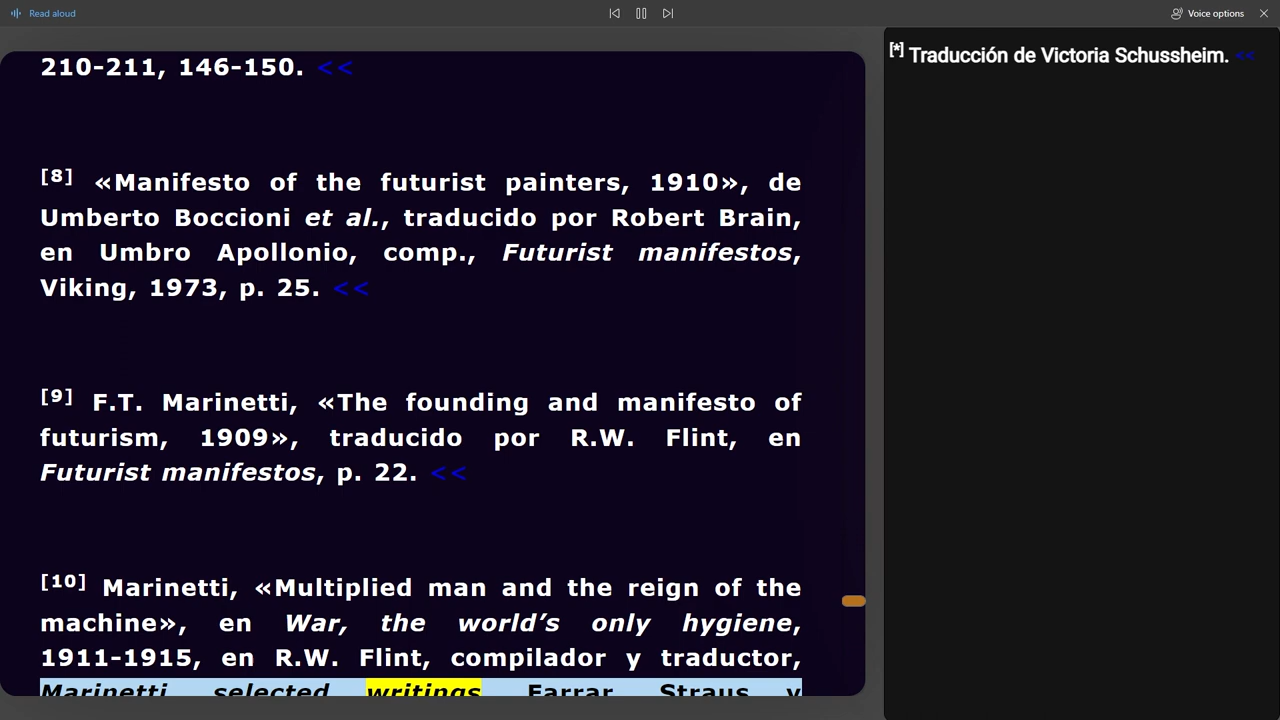 Read aloud
Voice options
210-211, 146-150. <<
[8] «Manifesto of the futurist painters, 1910», de
Umberto Boccioni et al., traducido por Robert Brain,
en Umbro Apollonio, comp., Futurist manifestos,
Viking, 1973, p. 25. <<
[9] F.T. Marinetti, «The founding and manifesto of
futurism, 1909», traducido por R.W. Flint, en
Futurist manifestos, p. 22. <<
[10] Marinetti, «Multiplied man and the reign of the
machine», en War, the world’s only hygiene,
1911-1915, en R.W. Flint, compilador y traductor,
Marinetti selected writings Farrar Straus y
[*] Traducción de Victoria Schussheim. <<